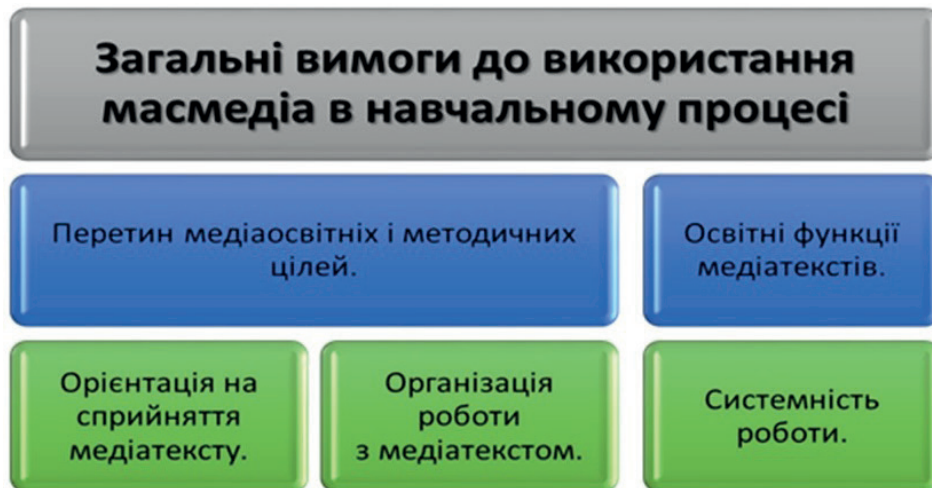 Загальні вимоги до використання
масмедіа в навчальному процесі
Перетин медіаосвітніх і методичних
цілей.
Освітні функції
медіатекстів.
Орієнтація на
сприйняття
медіатексту.
Організація
роботи
з медіатекстом.
Системність
роботи.